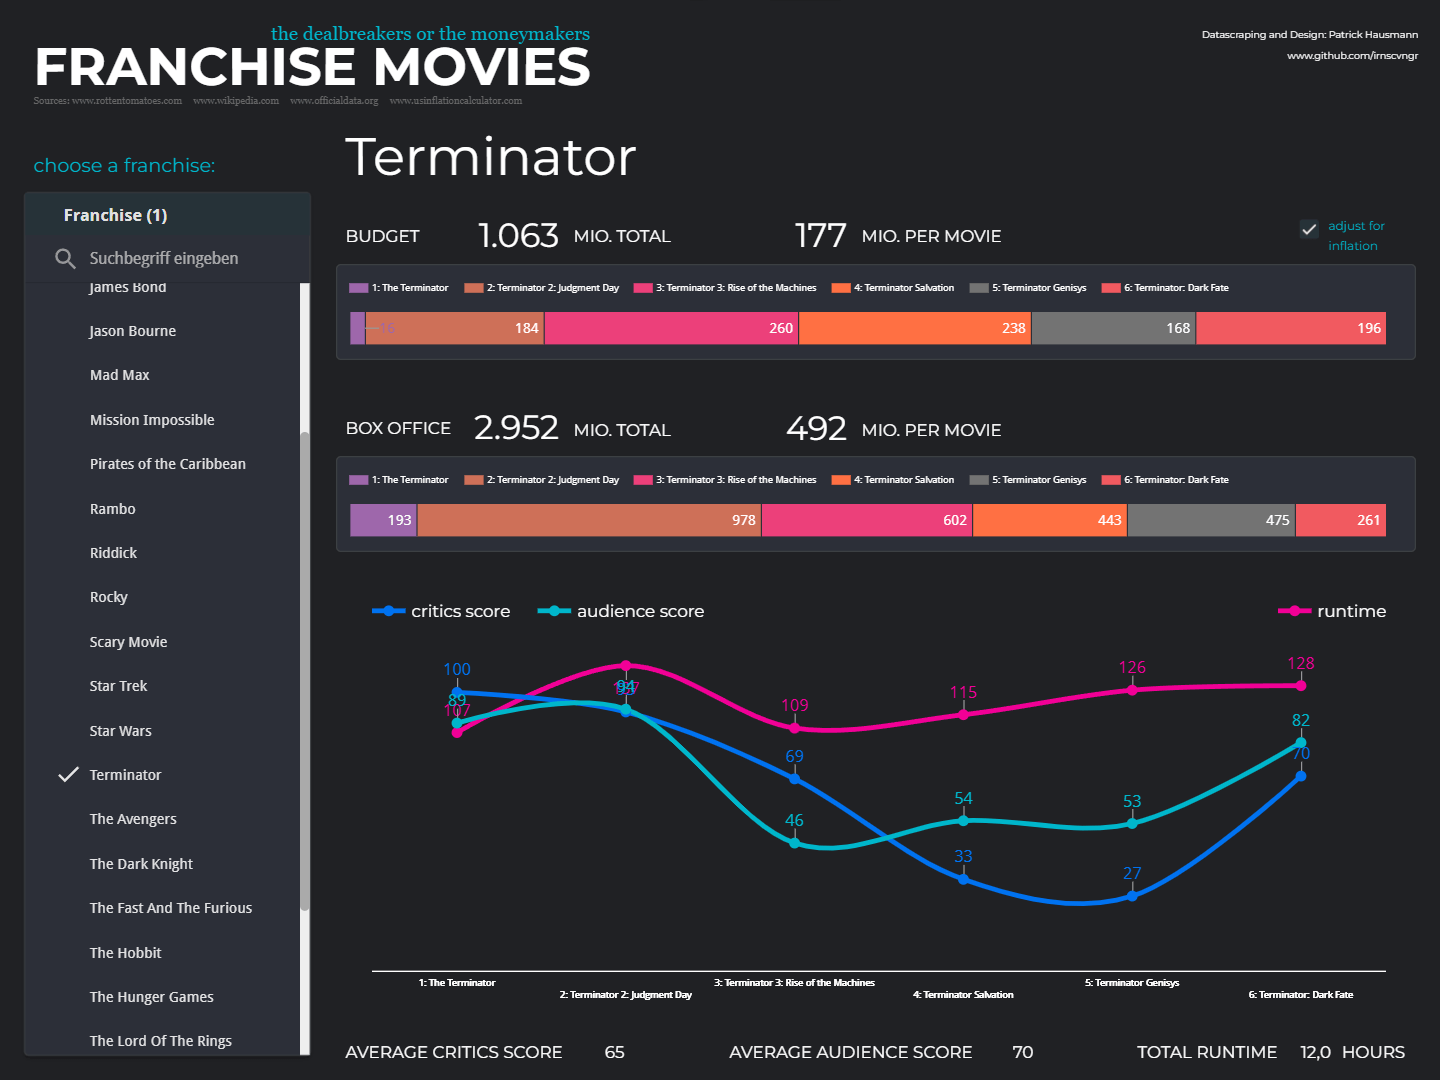 the dealbreakers or the moneymakers
FRANCHISE MOVIES
Sources: www.rottentomatoes.com www.wikipedia.com www.officialdata.org www.usinflationcalculator.com
Datascraping and Design: Patrick Hausmann
www.github.com/irnscvngr
choose a franchise:
Franchise (1)
Suchbegriff eingeben
James Bond
Jason Bourne
Mad Max
Mission Impossible
Pirates of the Caribbean
Rambo
Riddick
Rocky
Scary Movie
Star Trek
Star Wars
Terminator
The Avengers
The Dark Knight
The Fast And The Furious
The Hobbit
The Hunger Games
The Lord Of The Rings
Terminator
BUDGET 1.063 MIO. TOTAL 177 MIO. PER MOVIE
adjust for
inflation
1: The Terminator 2: Terminator 2: Judgment Day 3: Terminator 3: Rise of the Machines 4: Terminator Salvation 5: Terminator Genisys 6: Terminator: Dark Fate
16 184 260 238 168 196
BOX OFFICE 2.952 MIO. TOTAL 492 MIO. PER MOVIE
1: The Terminator 2: Terminator 2: Judgment Day 3: Terminator 3: Rise of the Machines 4: Terminator Salvation 5: Terminator Genisys 6: Terminator: Dark Fate
193 978 602 443 475 261
critics score audience score runtime
100 89 107
94
109 69 46
115 54 33
126 53 27
128 82 70
1: The Terminator
2: Terminator 2: Judgment Day
3: Terminator 3: Rise of the Machines
4: Terminator Salvation
5: Terminator Genisys
6: Terminator: Dark Fate
AVERAGE CRITICS SCORE 65 AVERAGE AUDIENCE SCORE 70 TOTAL RUNTIME 12,0 HOURS